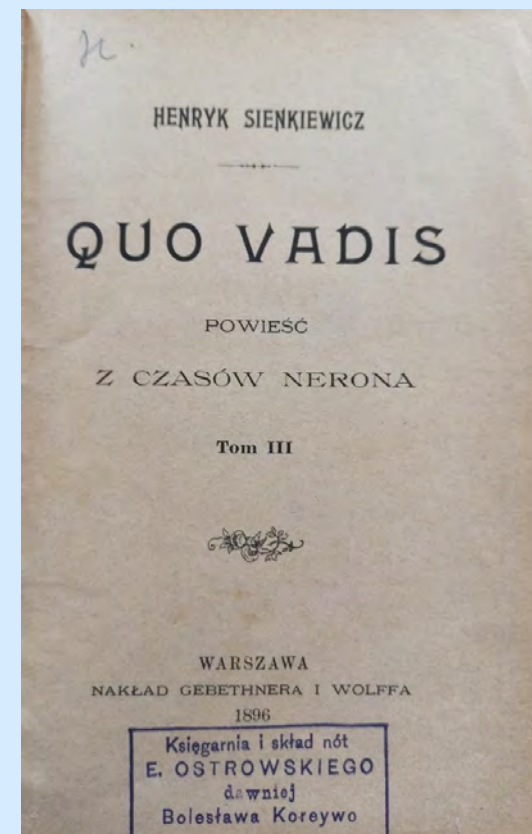 HENRYK SIENKIEWICZ
QUO VADIS
POWIEŚĆ
Z CZASÓW NERONA
Tom III
WARSZAWA
NAKŁAD GEBETHNERA I WOLFFA
1896
Księgarnia i skład nót
E. OSTROWSKIEGO
dawniej
Bolesława Koreywo